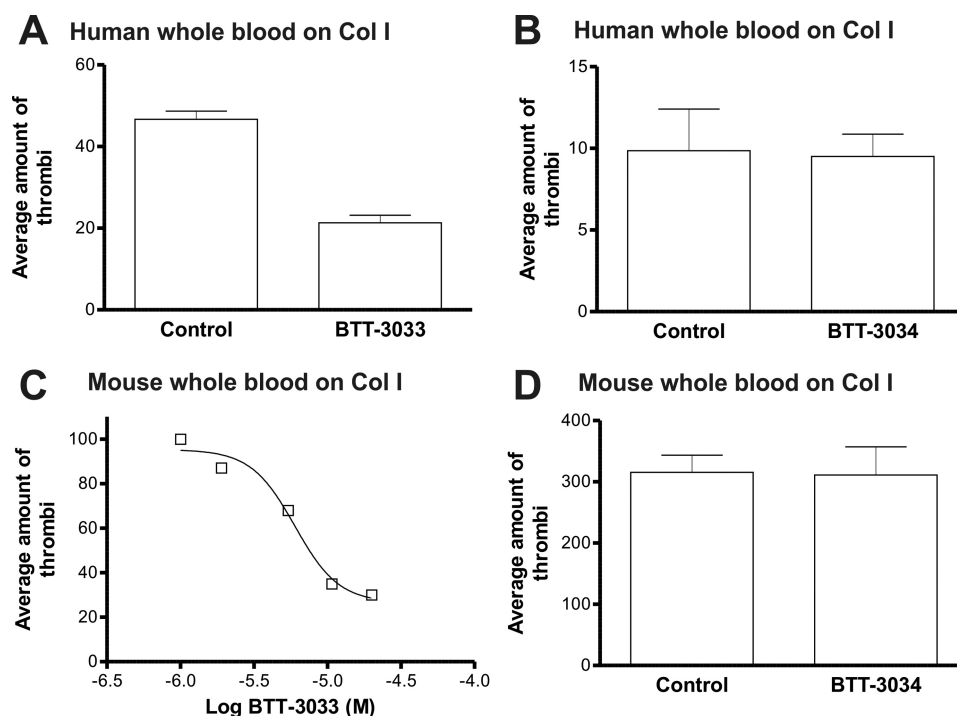 A Human whole blood on Col I
Average amount of
thrombi
60
40
20
0
Control BTT-3033
B Human whole blood on Col I
Average amount of
thrombi
15
10
5
0
Control BTT-3034
C Mouse whole blood on Col I
Average amount of
thrombi
100
80
60
40
20
0
-6.5 -6.0 -5.5 -5.0 -4.5 -4.0
Log BTT-3033 (M)
D Mouse whole blood on Col I
Average amount of
thrombi
400
300
200
100
0
Control BTT-3034